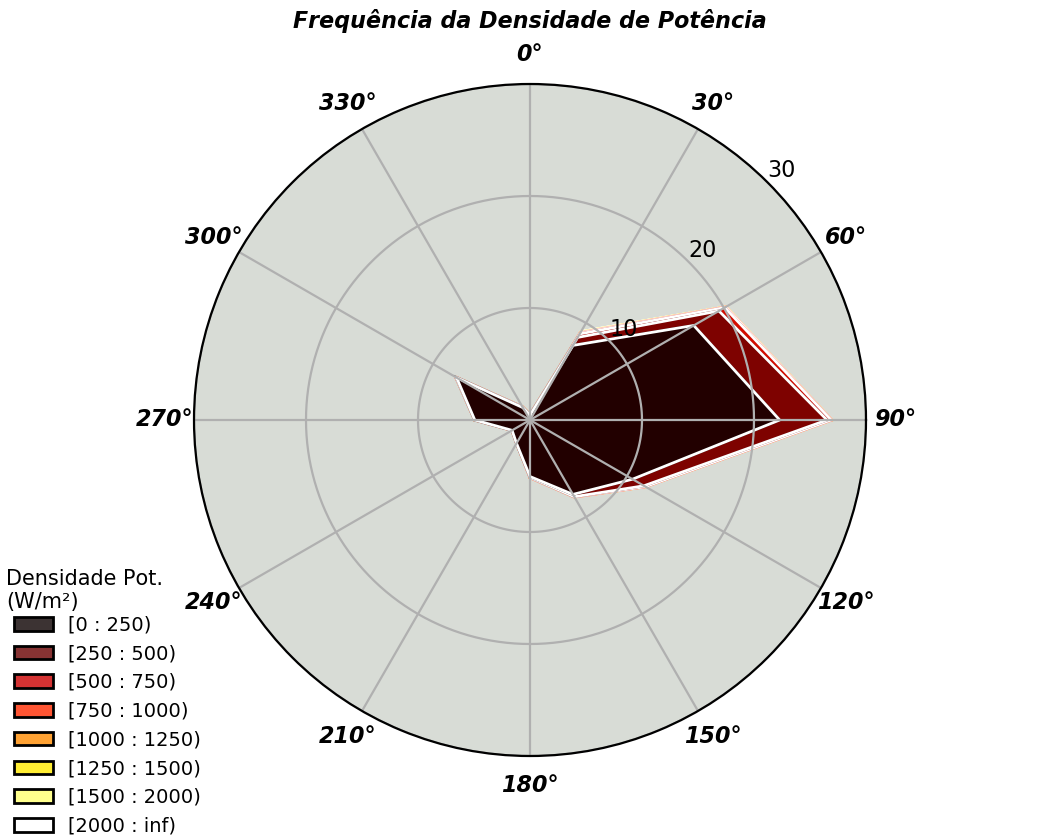 Frequência da Densidade de Potência
0°
330°
30°
30
300°
60°
20
10
270°
90°
240°
120°
210°
150°
180°
Densidade Pot.
(W/m²)
[0 : 250)
[250 : 500)
[500 : 750)
[750 : 1000)
[1000 : 1250)
[1250 : 1500)
[1500 : 2000)
[2000 : inf)